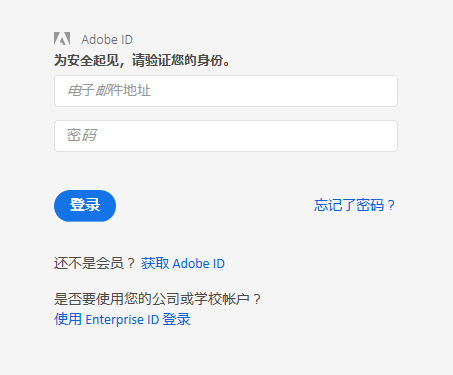 Adobe ID
为安全起见，请验证您的身份。
电子邮件地址
密码
登录 忘记了密码？
还不是会员？ 获取 Adobe ID
是否要使用您的公司或学校帐户？
使用 Enterprise ID 登录